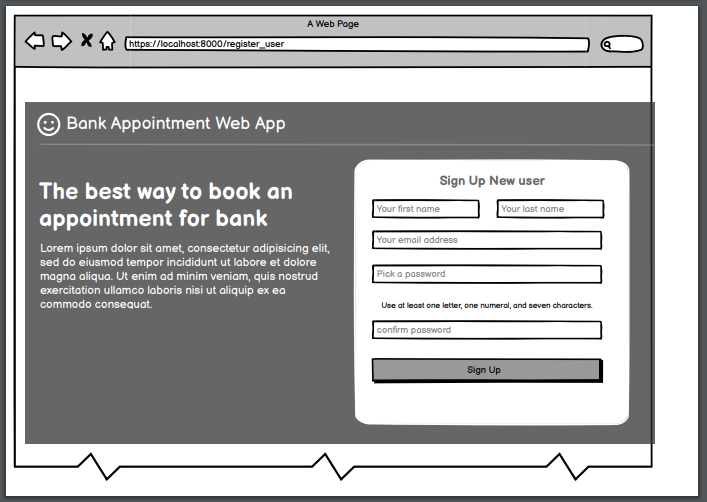 A Web Page
https://localhost:8000/register_user
Bank Appointment Web App
The best way to book an
appointment for bank
Lorem ipsum dolor sit amet, consectetur adipisicing elit,
sed do eiusmod tempor incididunt ut labore et dolore
magna aliqua. Ut enim ad minim veniam, quis nostrud
exercitation ullamco laboris nisi ut aliquip ex ea
commodo consequat.
Sign Up New user
Your first name Your last name
Your email address
Pick a password
Use at least one letter, one numeral, and seven characters.
confirm password
Sign Up